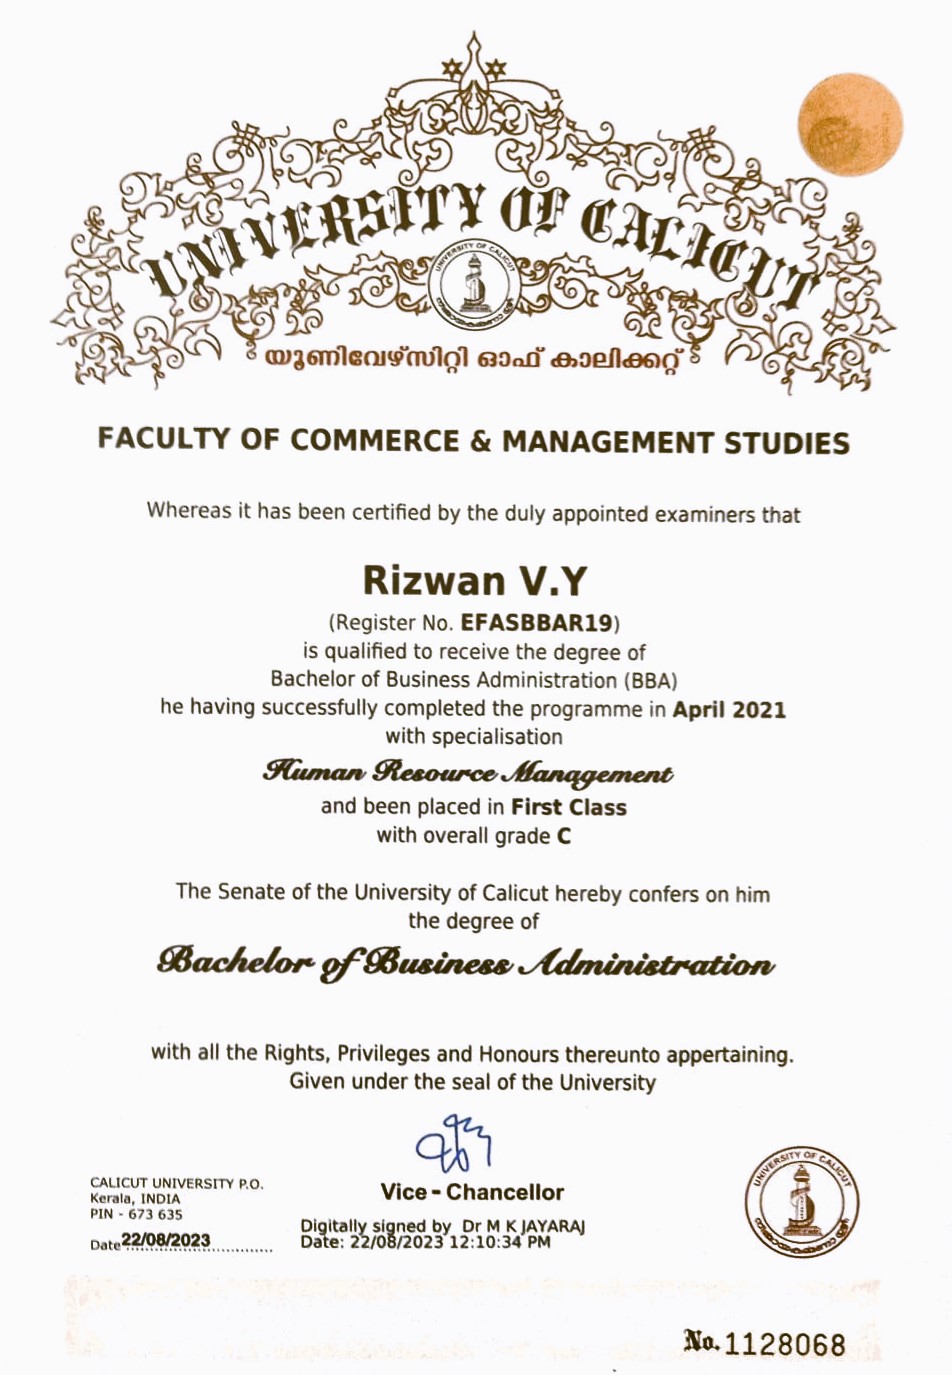 UNIVERSITY OF CALICUT
UNIVERSITY OF CALICUT
യൂണിവേഴ്സിറ്റി ഓഫ് കാലിക്കറ്റ്
FACULTY OF COMMERCE & MANAGEMENT STUDIES
Whereas it has been certified by the duly appointed examiners that
Rizwan V.Y
(Register No. EFASBBAR19)
is qualified to receive the degree of
Bachelor of Business Administration (BBA)
he having successfully completed the programme in April 2021
with specialisation
Human Resource Management
and been placed in First Class
with overall grade C
The Senate of the University of Calicut hereby confers on him
the degree of
Bachelor of Business Administration
with all the Rights, Privileges and Honours thereunto appertaining.
Given under the seal of the University
Vice - Chancellor
CALICUT UNIVERSITY P.O.
Kerala, INDIA
PIN - 673 635
Date 22/08/2023
Digitally signed by Dr M K JAYARAJ
Date: 22/08/2023 12:10:34 PM
UNIVERSITY OF CALICUT
No. 1128068